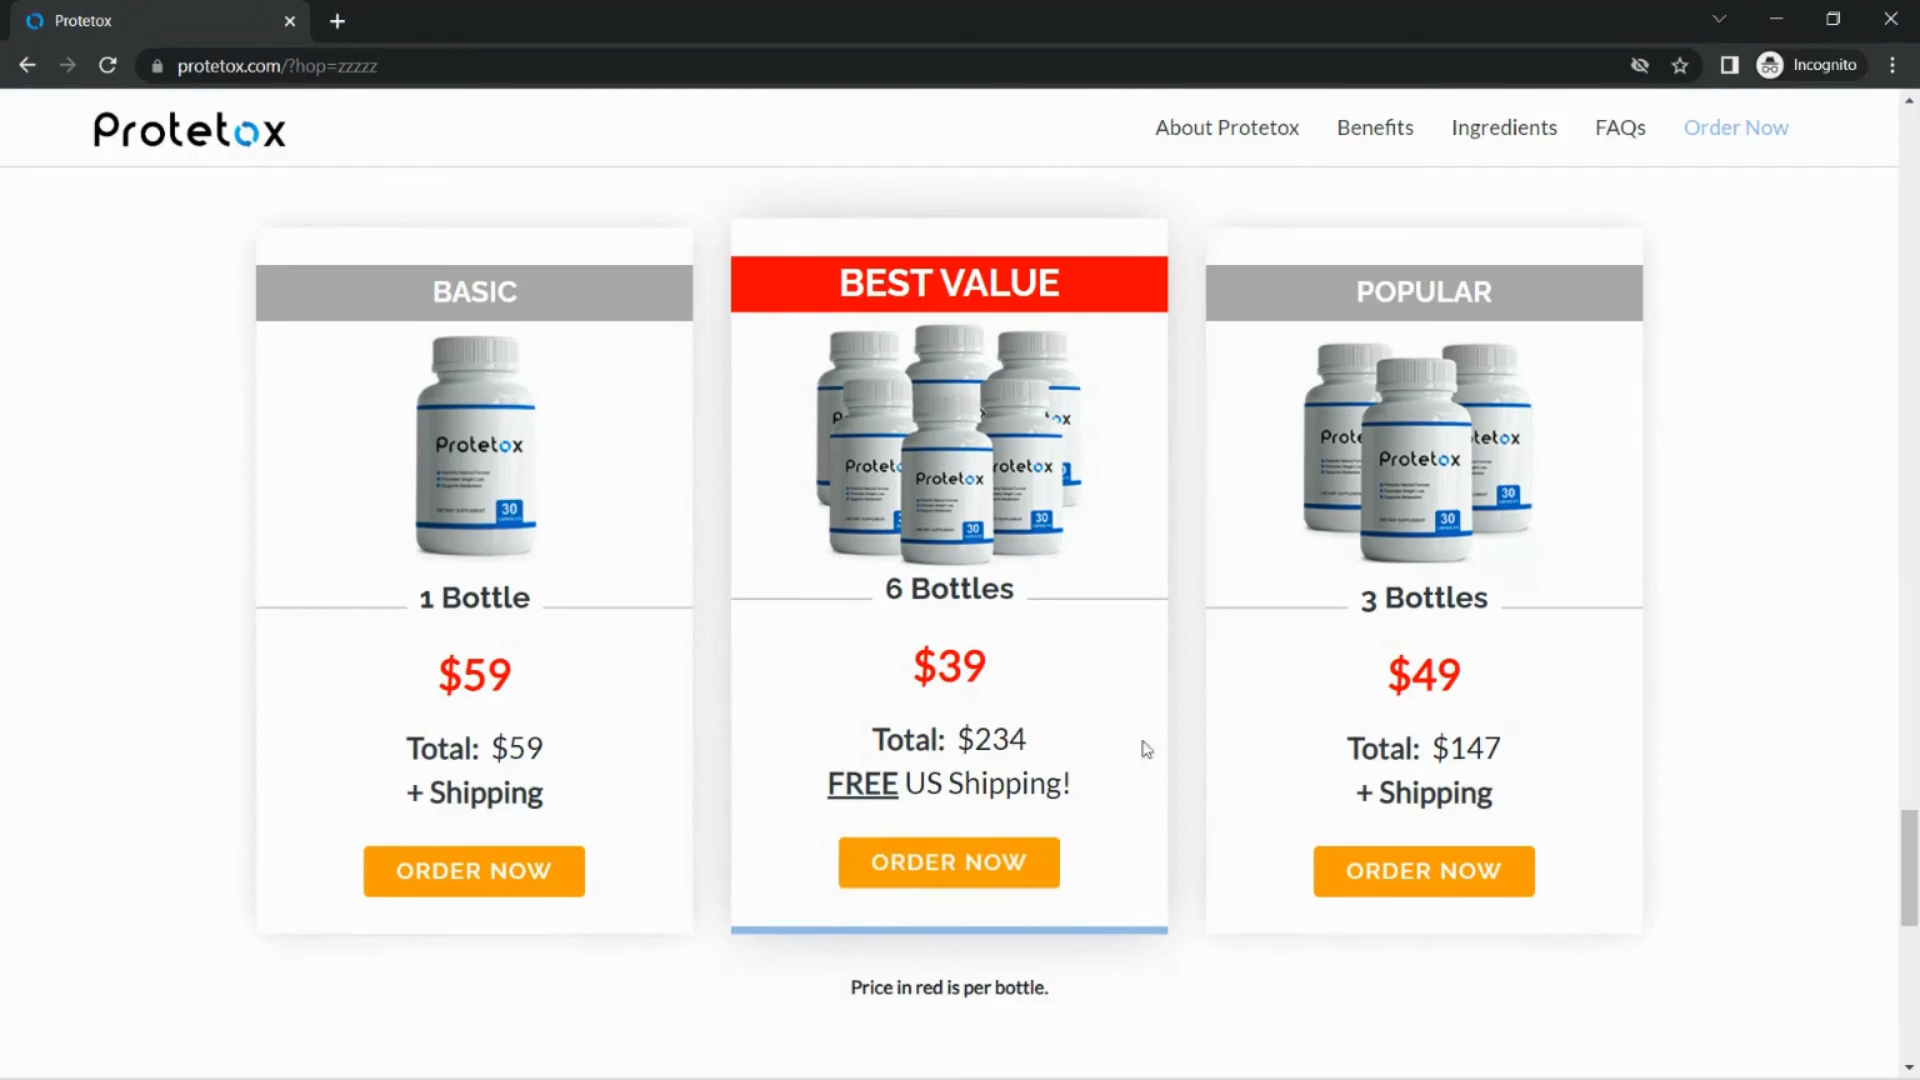 Protetox
protetox.com/?hop=zzzzz
Incognito
Protetox
About Protetox
Benefits
Ingredients
FAQs
Order Now
BASIC
Protetox
30
1 Bottle
$59
Total: $59
+ Shipping
ORDER NOW
BEST VALUE
Protetox
30
30
6 Bottles
$39
Total: $234
FREE US Shipping!
ORDER NOW
POPULAR
Protetox
30
30
3 Bottles
$49
Total: $147
+ Shipping
ORDER NOW
Price in red is per bottle.